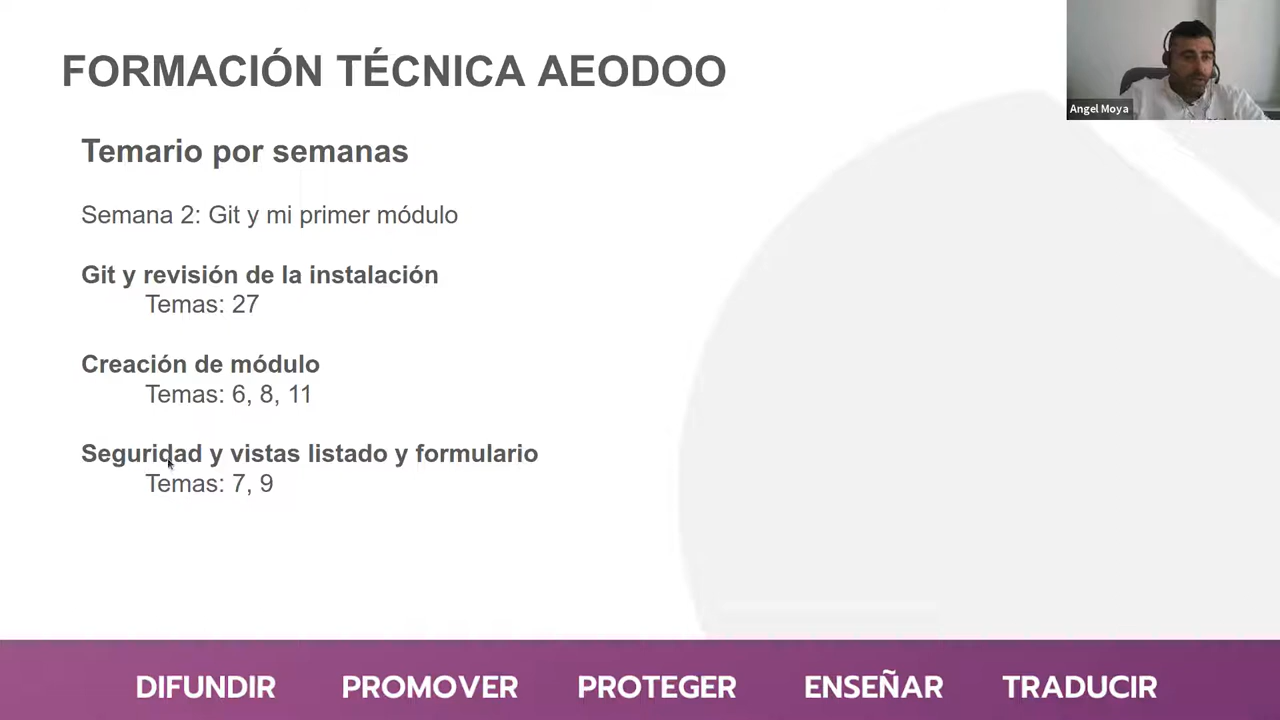 FORMACIÓN TÉCNICA AEODOO
Angel Moya
Temario por semanas
Semana 2: Git y mi primer módulo
Git y revisión de la instalación
Temas: 27
Creación de módulo
Temas: 6, 8, 11
Seguridad y vistas listado y formulario
Temas: 7, 9
DIFUNDIR PROMOVER PROTEGER ENSEÑAR TRADUCIR